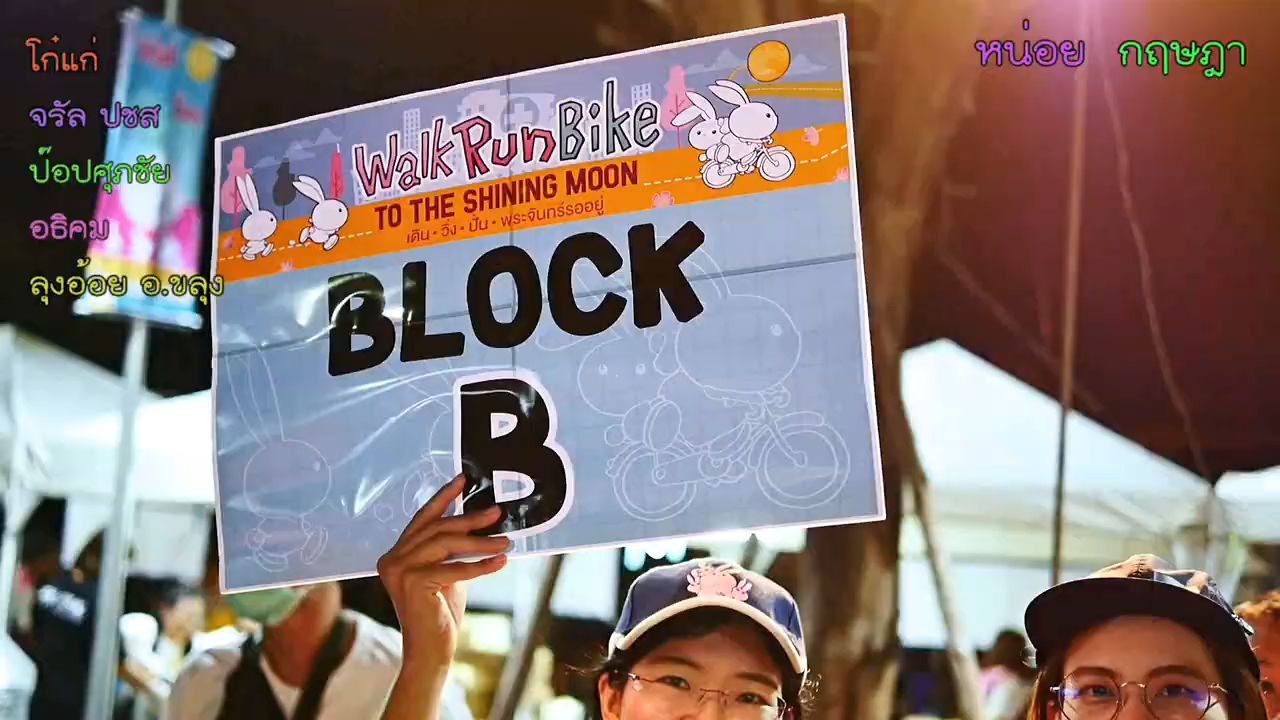 โก๋แก่
จรัล ปชส
ป๊อปศุภชัย
อธิคม
ลุงอ้อย อ.ขลุง
หน่อย กฤษฎา
Walk Run Bike
TO THE SHINING MOON
เดิน • วิ่ง • ปั่น • พระจันทร์รออยู่
BLOCK
B